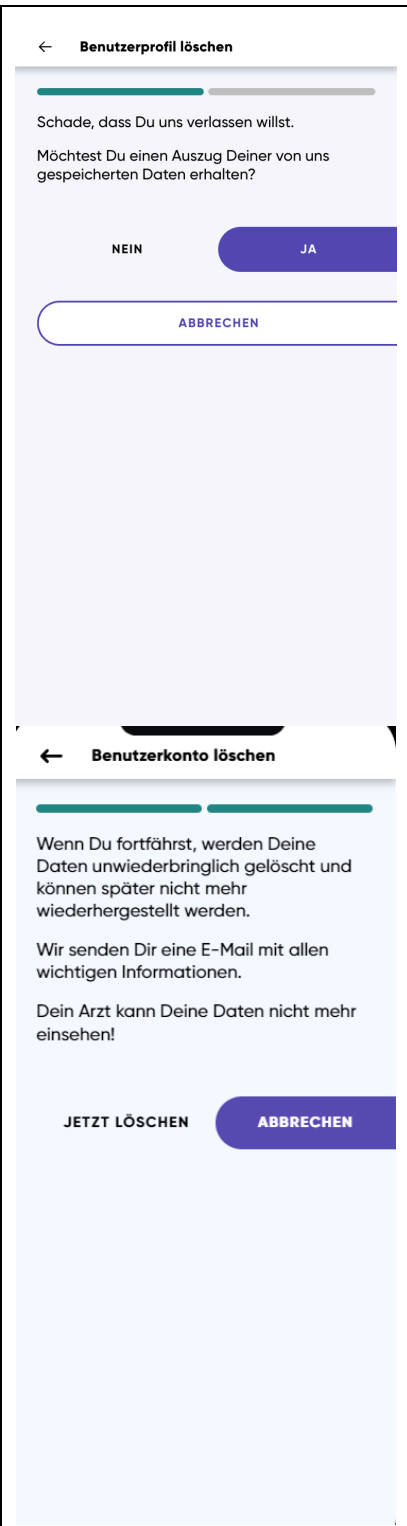 Benutzerprofil löschen
Schade, dass Du uns verlassen willst.
Möchtest Du einen Auszug Deiner von uns
gespeicherten Daten erhalten?
NEIN JA
ABBRECHEN
Benutzerkonto löschen
Wenn Du fortfährst, werden Deine
Daten unwiederbringlich gelöscht und
können später nicht mehr
wiederhergestellt werden.
Wir senden Dir eine E-Mail mit allen
wichtigen Informationen.
Dein Arzt kann Deine Daten nicht mehr
einsehen!
JETZT LÖSCHEN ABBRECHEN